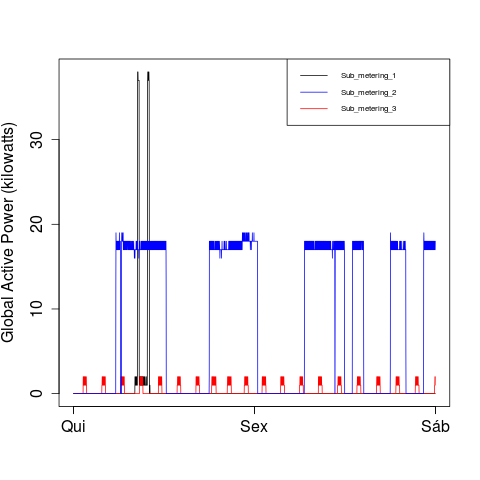 Sub_metering_1
Sub_metering_2
Sub_metering_3
Global Active Power (kilowatts)
30
20
10
0
Qui Sex Sáb